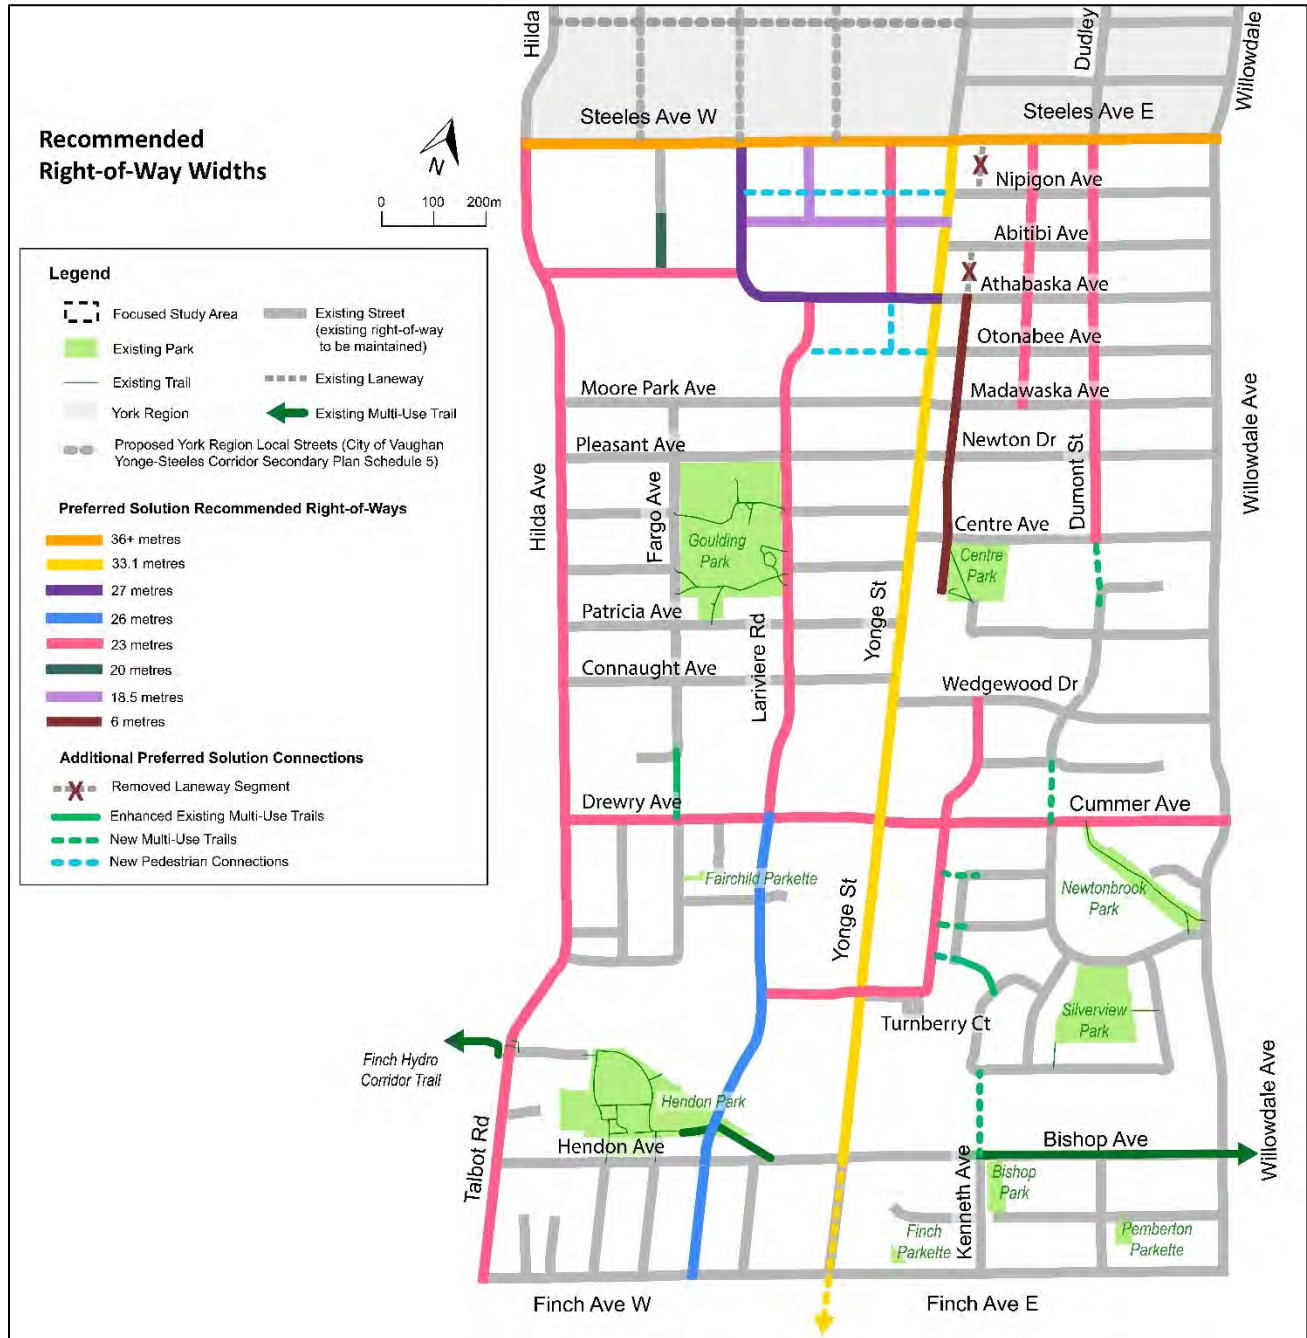 Hilda
Dudley
Willowdale
Steeles Ave W
Steeles Ave E
Recommended
Right-of-Way Widths
N
0 100 200m
Nipigon Ave
Abitibi Ave
Athabaska Ave
Otonabee Ave
Madawaska Ave
Newton Dr
Centre Ave
Dumont St
Willowdale Ave
Legend
Focused Study Area
Existing Street
(existing right-of-way
to be maintained)
Existing Park
Existing Trail
Existing Laneway
York Region
Existing Multi-Use Trail
Proposed York Region Local Streets (City of Vaughan
Yonge-Steeles Corridor Secondary Plan Schedule 5)
Preferred Solution Recommended Right-of-Ways
36+ metres
33.1 metres
27 metres
26 metres
23 metres
20 metres
18.5 metres
6 metres
Additional Preferred Solution Connections
X
Removed Laneway Segment
Enhanced Existing Multi-Use Trails
New Multi-Use Trails
New Pedestrian Connections
X
X
Moore Park Ave
Pleasant Ave
Hilda Ave
Fargo Ave
Goulding
Park
Centre
Park
Patricia Ave
Lariviere Rd
Yonge St
Connaught Ave
Wedgewood Dr
Drewry Ave
Cummer Ave
Fairchild Parkette
Newtonbrook
Park
Yonge St
Turnberry Ct
Silverview
Park
Finch Hydro
Corridor Trail
Hendon Park
Hendon Ave
Talbot Rd
Bishop Ave
Willowdale Ave
Kenneth Ave
Bishop
Park
Finch
Parkette
Pemberton
Parkette
Finch Ave W
Finch Ave E